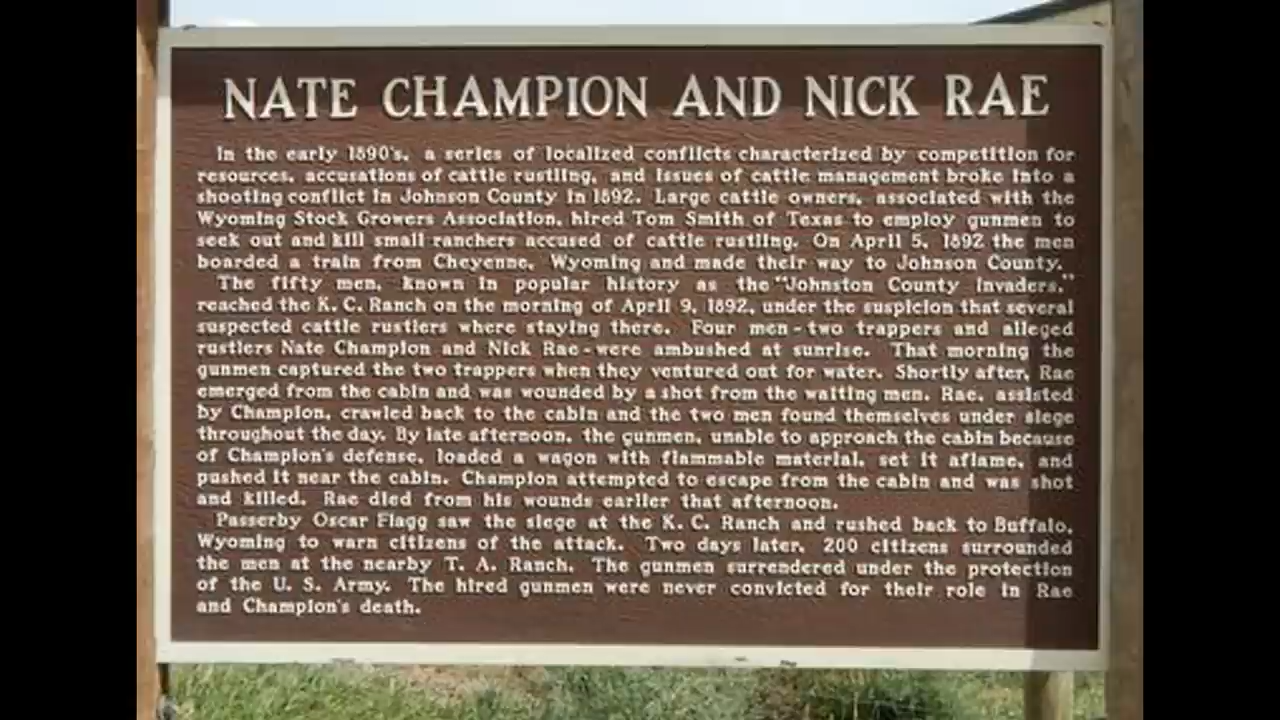 NATE CHAMPION AND NICK RAE
In the early 1890's, a series of localized conflicts characterized by competition for
resources, accusations of cattle rustling, and issues of cattle management broke into a
shooting conflict in Johnson County in 1892. Large cattle owners, associated with the
Wyoming Stock Growers Association, hired Tom Smith of Texas to employ gunmen to
seek out and kill small ranchers accused of cattle rustling. On April 5, 1892 the men
boarded a train from Cheyenne, Wyoming and made their way to Johnson County.
The fifty men, known in popular history as the "Johnston County Invaders,"
reached the K. C. Ranch on the morning of April 9, 1892, under the suspicion that several
suspected cattle rustlers where staying there. Four men - two trappers and alleged
rustlers Nate Champion and Nick Rae - were ambushed at sunrise. That morning the
gunmen captured the two trappers when they ventured out for water. Shortly after, Rae
emerged from the cabin and was wounded by a shot from the waiting men. Rae, assisted
by Champion, crawled back to the cabin and the two men found themselves under siege
throughout the day. By late afternoon, the gunmen, unable to approach the cabin because
of Champion's defense, loaded a wagon with flammable material, set it aflame, and
pushed it near the cabin. Champion attempted to escape from the cabin and was shot
and killed. Rae died from his wounds earlier that afternoon.
Passerby Oscar Flagg saw the siege at the K. C. Ranch and rushed back to Buffalo,
Wyoming to warn citizens of the attack. Two days later, 200 citizens surrounded
the men at the nearby T. A. Ranch. The gunmen surrendered under the protection
of the U. S. Army. The hired gunmen were never convicted for their role in Rae
and Champion's death.